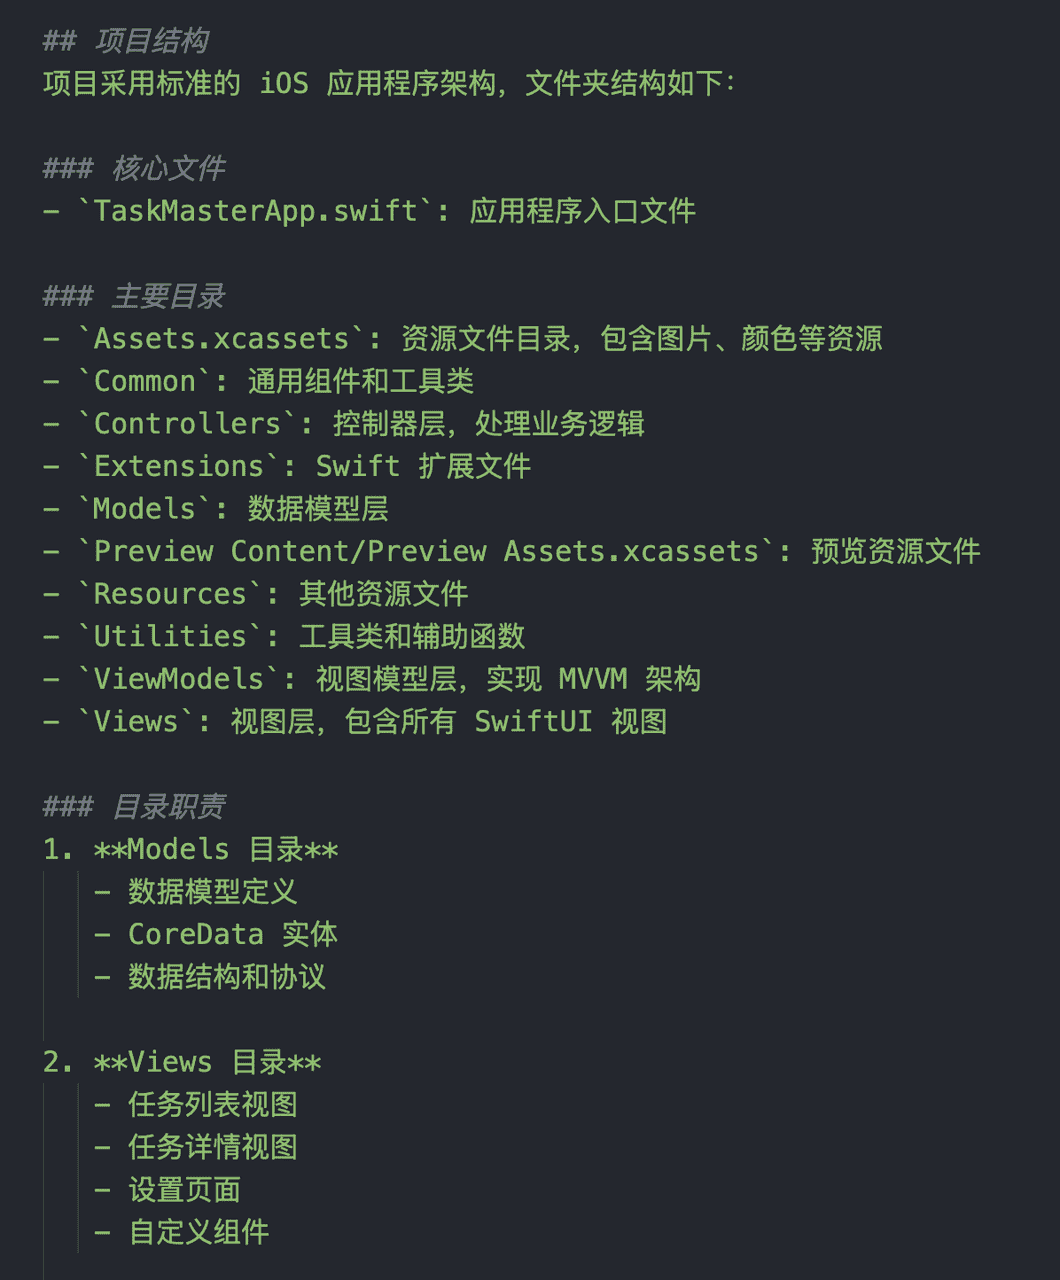 ## 项目结构
项目采用标准的 iOS 应用程序架构，文件夹结构如下：
### 核心文件
- `TaskMasterApp.swift`: 应用程序入口文件
### 主要目录
- `Assets.xcassets`: 资源文件目录，包含图片、颜色等资源
- `Common`: 通用组件和工具类
- `Controllers`: 控制器层，处理业务逻辑
- `Extensions`: Swift 扩展文件
- `Models`: 数据模型层
- `Preview Content/Preview Assets.xcassets`: 预览资源文件
- `Resources`: 其他资源文件
- `Utilities`: 工具类和辅助函数
- `ViewModels`: 视图模型层，实现 MVVM 架构
- `Views`: 视图层，包含所有 SwiftUI 视图
### 目录职责
1. **Models 目录**
- 数据模型定义
- CoreData 实体
- 数据结构和协议
2. **Views 目录**
- 任务列表视图
- 任务详情视图
- 设置页面
- 自定义组件